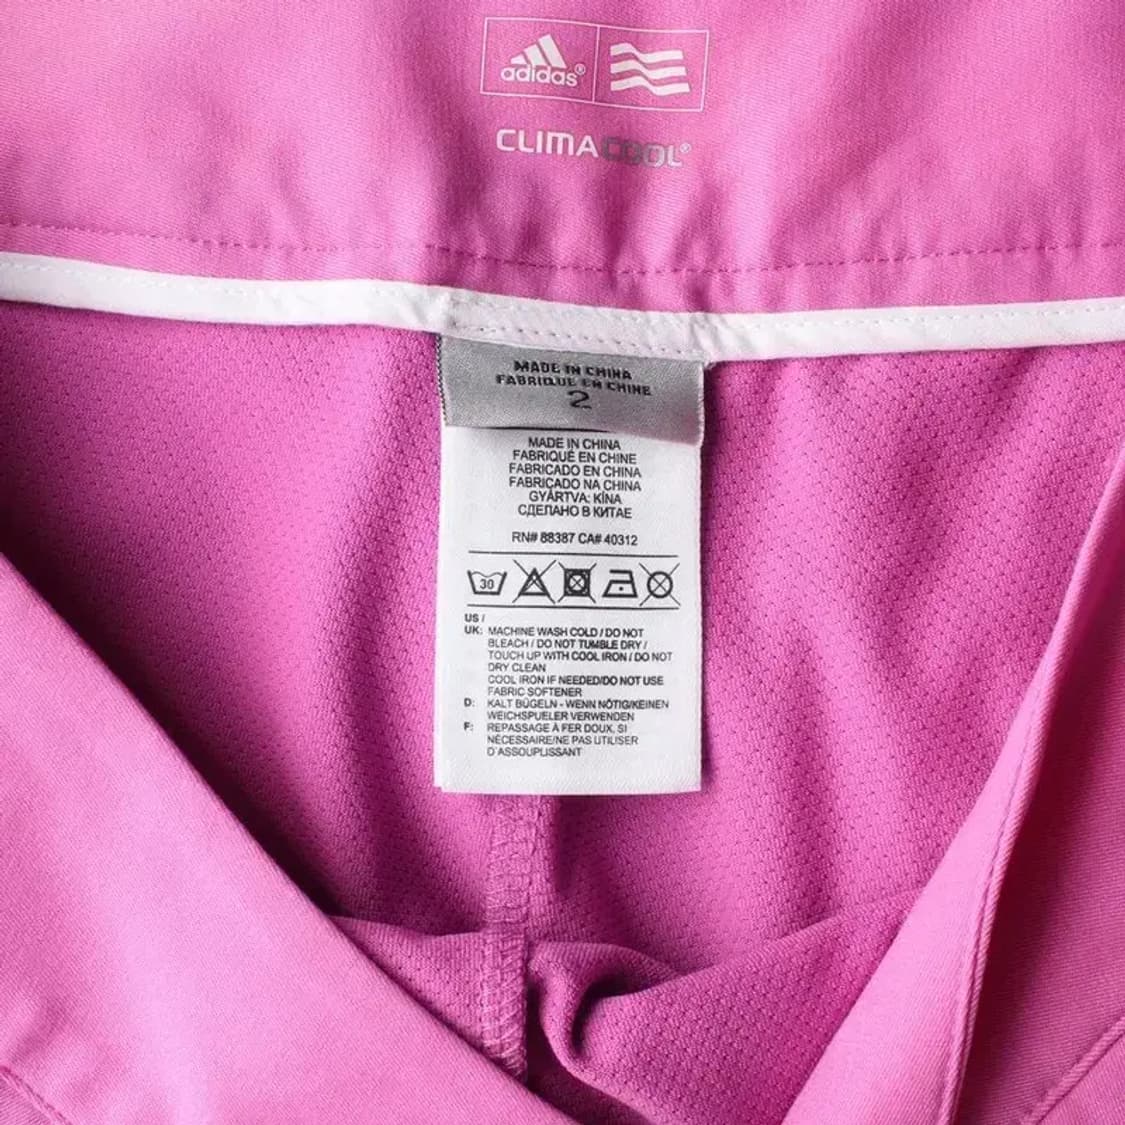 adidas®
CLIMACOOL®
MADE IN CHINA
FABRIQUE EN CHINE
2
MADE IN CHINA
FABRIQUÉ EN CHINE
FABRICADO EN CHINA
FABRICADO NA CHINA
GYÁRTVA: KÍNA
СДЕЛАНО В КИТАЕ
RN# 88387 CA# 40312
30
US /
UK: MACHINE WASH COLD / DO NOT
BLEACH / DO NOT TUMBLE DRY /
TOUCH UP WITH COOL IRON / DO NOT
DRY CLEAN
COOL IRON IF NEEDED/DO NOT USE
FABRIC SOFTENER
D: KALT BÜGELN - WENN NÖTIG/KEINEN
WEICHSPUELER VERWENDEN
F: REPASSAGE À FER DOUX, SI
NÉCESSAIRE/NE PAS UTILISER
D'ASSOUPLISSANT